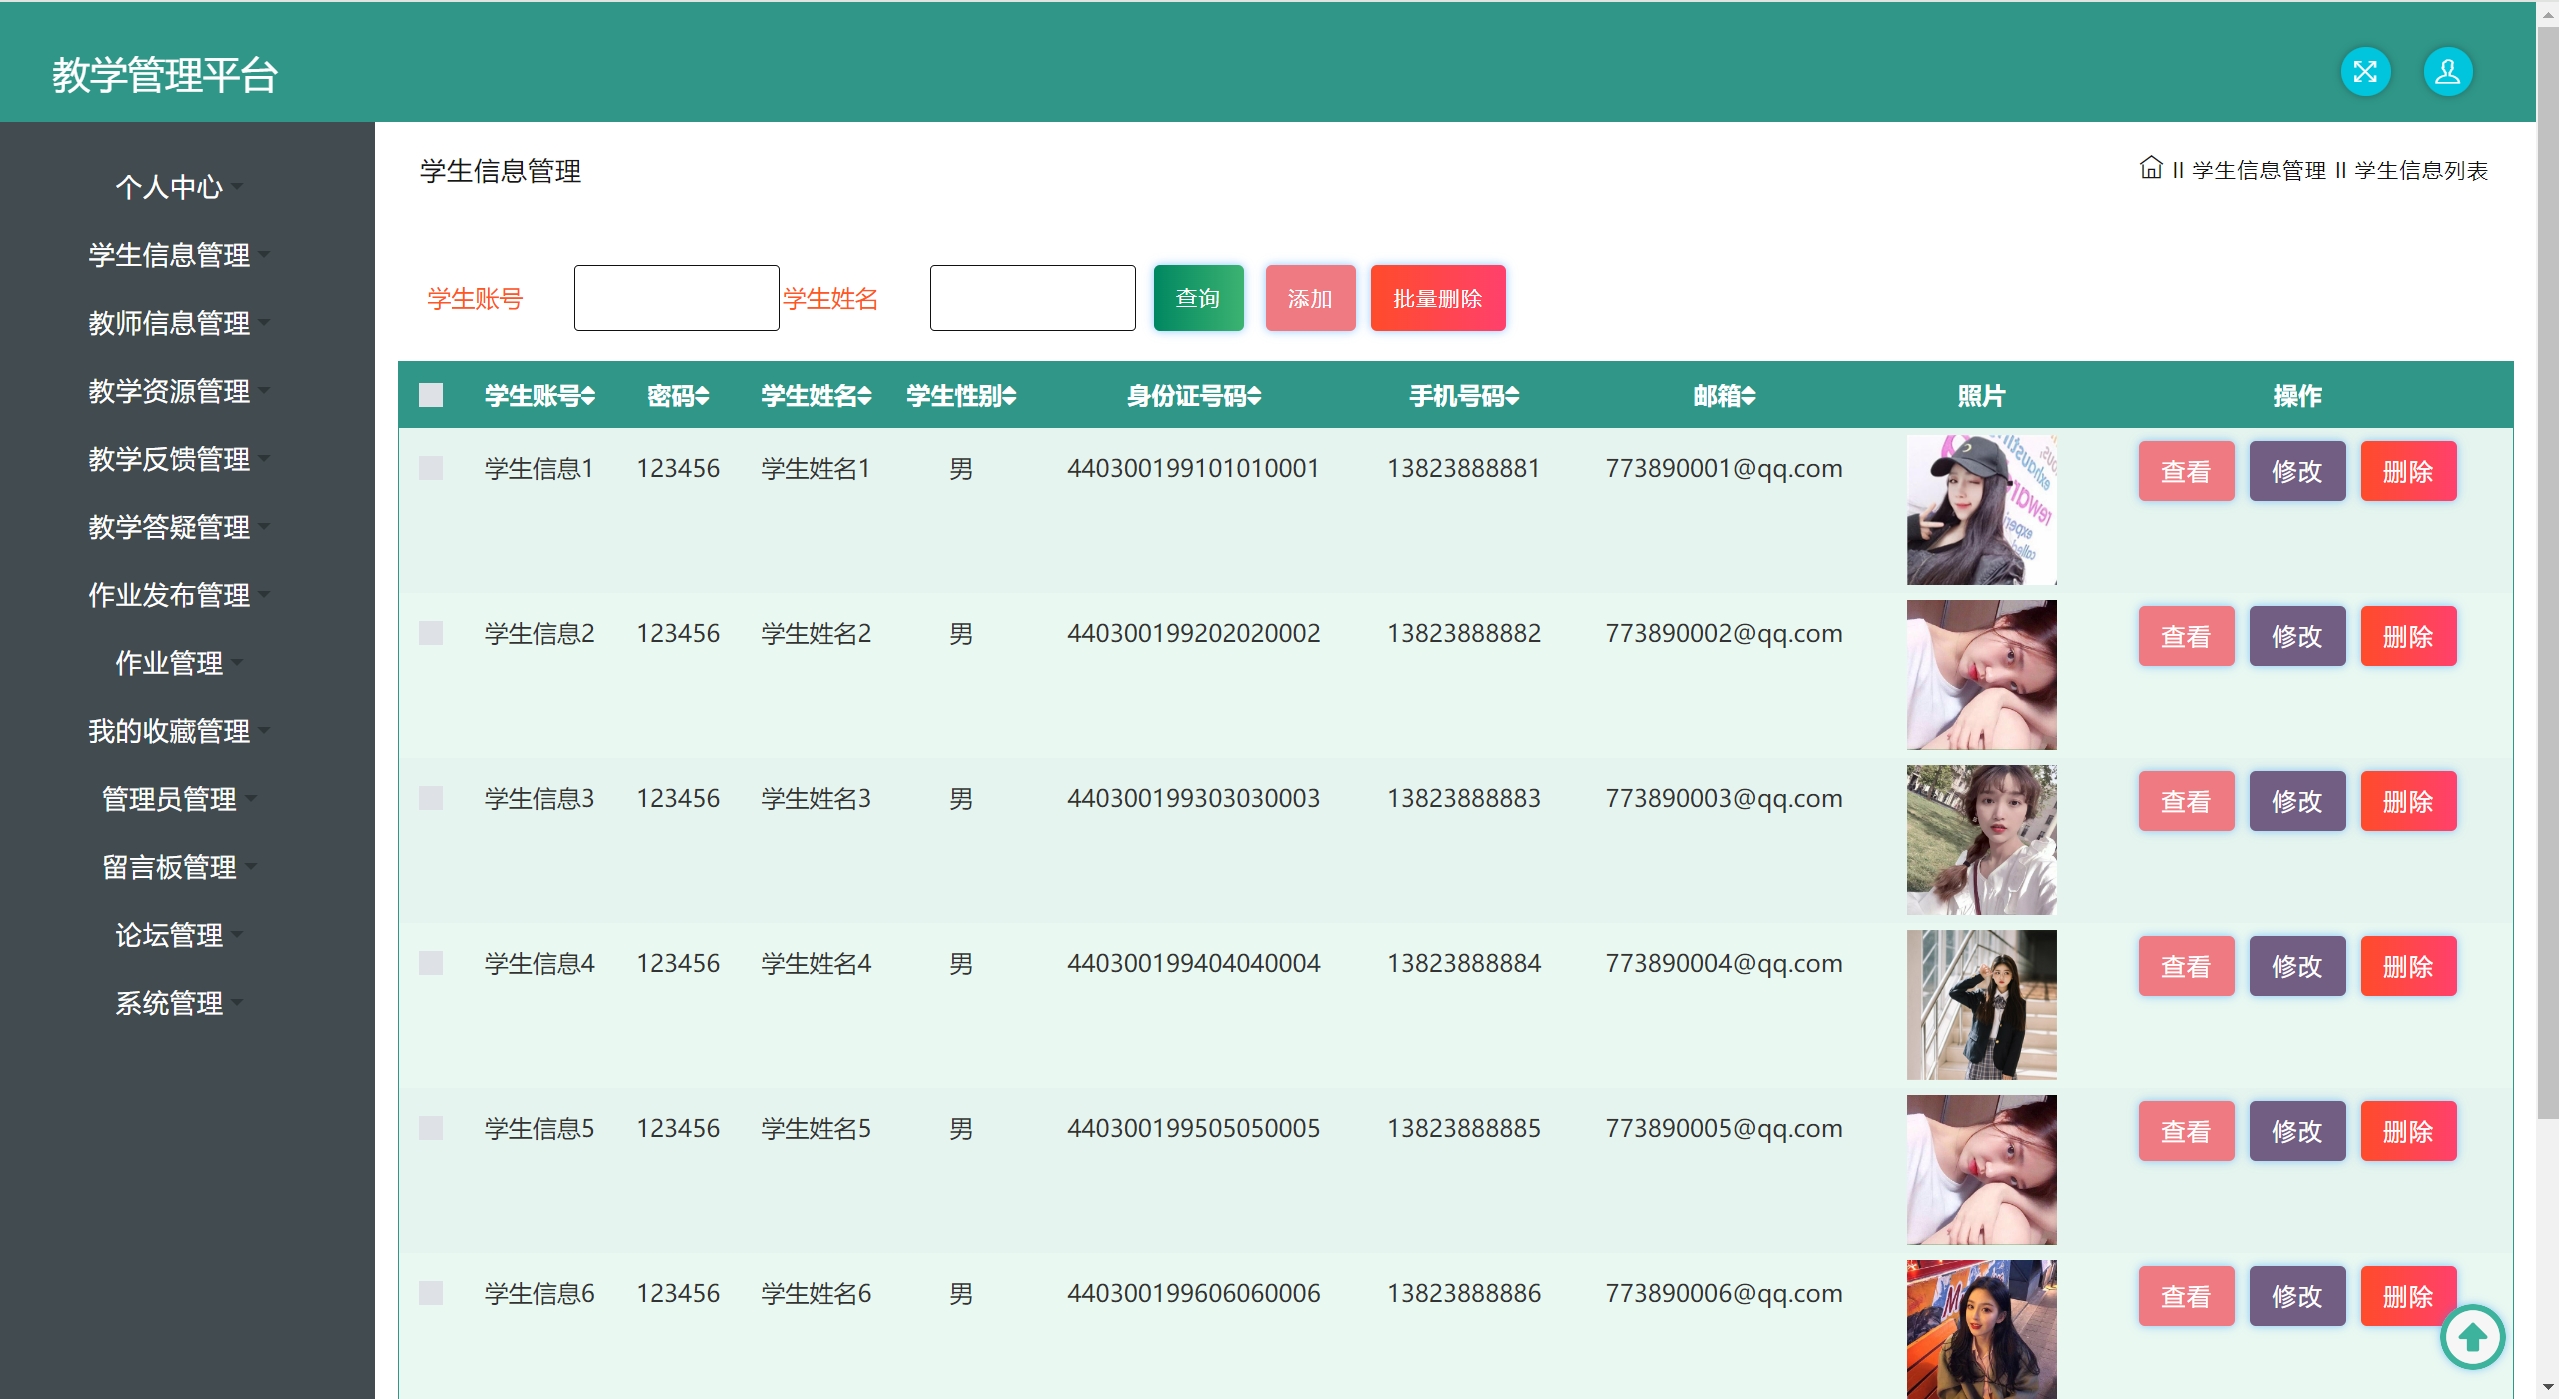 教学管理平台
个人中心
学生信息管理
教师信息管理
教学资源管理
教学反馈管理
教学答疑管理
作业发布管理
作业管理
我的收藏管理
管理员管理
留言板管理
论坛管理
系统管理
学生信息管理
II 学生信息管理 II 学生信息列表
学生账号 学生姓名 查询 添加 批量删除
学生账号 密码 学生姓名 学生性别 身份证号码 手机号码 邮箱 照片 操作
学生信息1 123456 学生姓名1 男 440300199101010001 13823888881 773890001@qq.com 查看 修改 删除
学生信息2 123456 学生姓名2 男 440300199202020002 13823888882 773890002@qq.com 查看 修改 删除
学生信息3 123456 学生姓名3 男 440300199303030003 13823888883 773890003@qq.com 查看 修改 删除
学生信息4 123456 学生姓名4 男 440300199404040004 13823888884 773890004@qq.com 查看 修改 删除
学生信息5 123456 学生姓名5 男 440300199505050005 13823888885 773890005@qq.com 查看 修改 删除
学生信息6 123456 学生姓名6 男 440300199606060006 13823888886 773890006@qq.com 查看 修改 删除